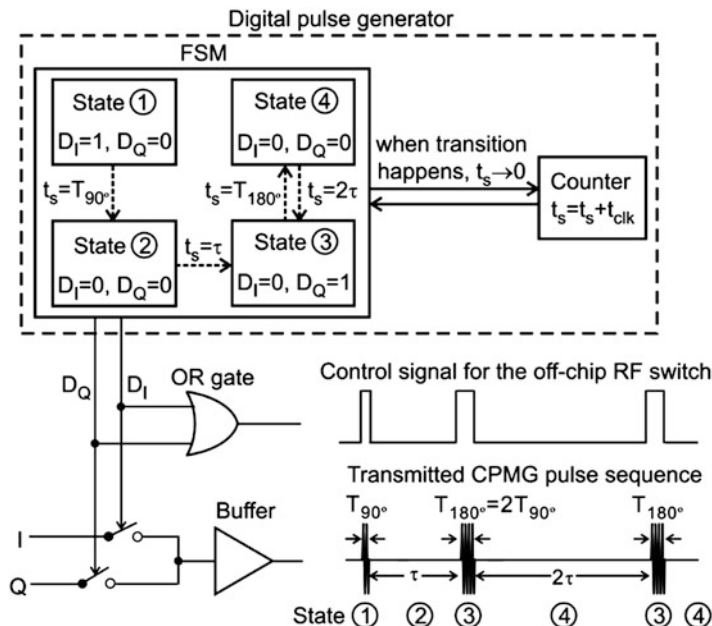 Digital pulse generator
FSM
State ①
D_I=1, D_Q=0
State ④
D_I=0, D_Q=0
t_s=T_90°
t_s=T_180°
t_s=2τ
State ②
D_I=0, D_Q=0
t_s=τ
State ③
D_I=0, D_Q=1
when transition
happens, t_s→0
Counter
t_s=t_s+t_clk
D_Q
D_I
OR gate
Buffer
I
Q
Control signal for the off-chip RF switch
Transmitted CPMG pulse sequence
T_90° T_180°=2T_90° T_180°
τ 2τ
State ① ② ③ ④ ③ ④